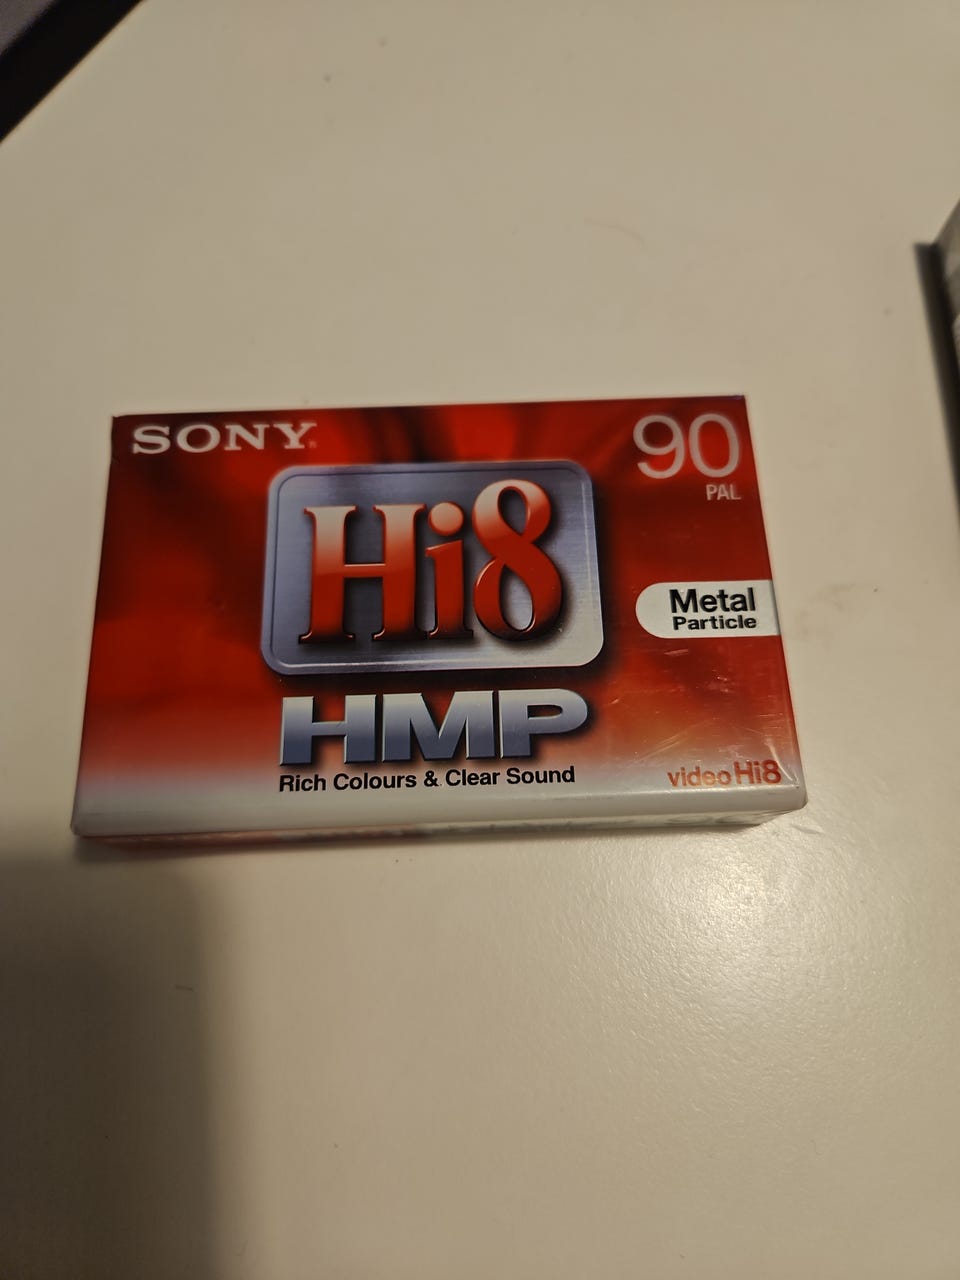 SONY
90
PAL
Hi8
Metal
Particle
HMP
Rich Colours & Clear Sound
video Hi8